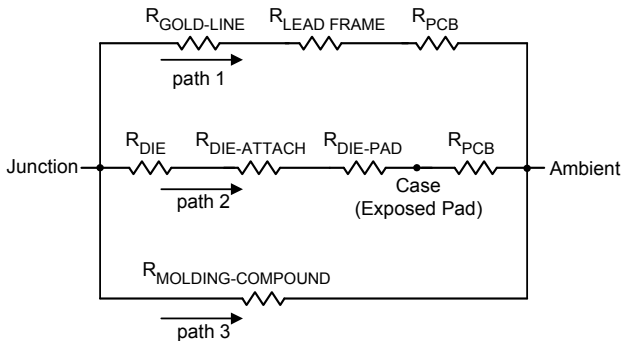 RGOLD-LINE RLEAD FRAME RPCB
path 1
RDIE RDIE-ATTACH RDIE-PAD RPCB
Junction Ambient
path 2 Case
(Exposed Pad)
RMOLDING-COMPOUND
path 3